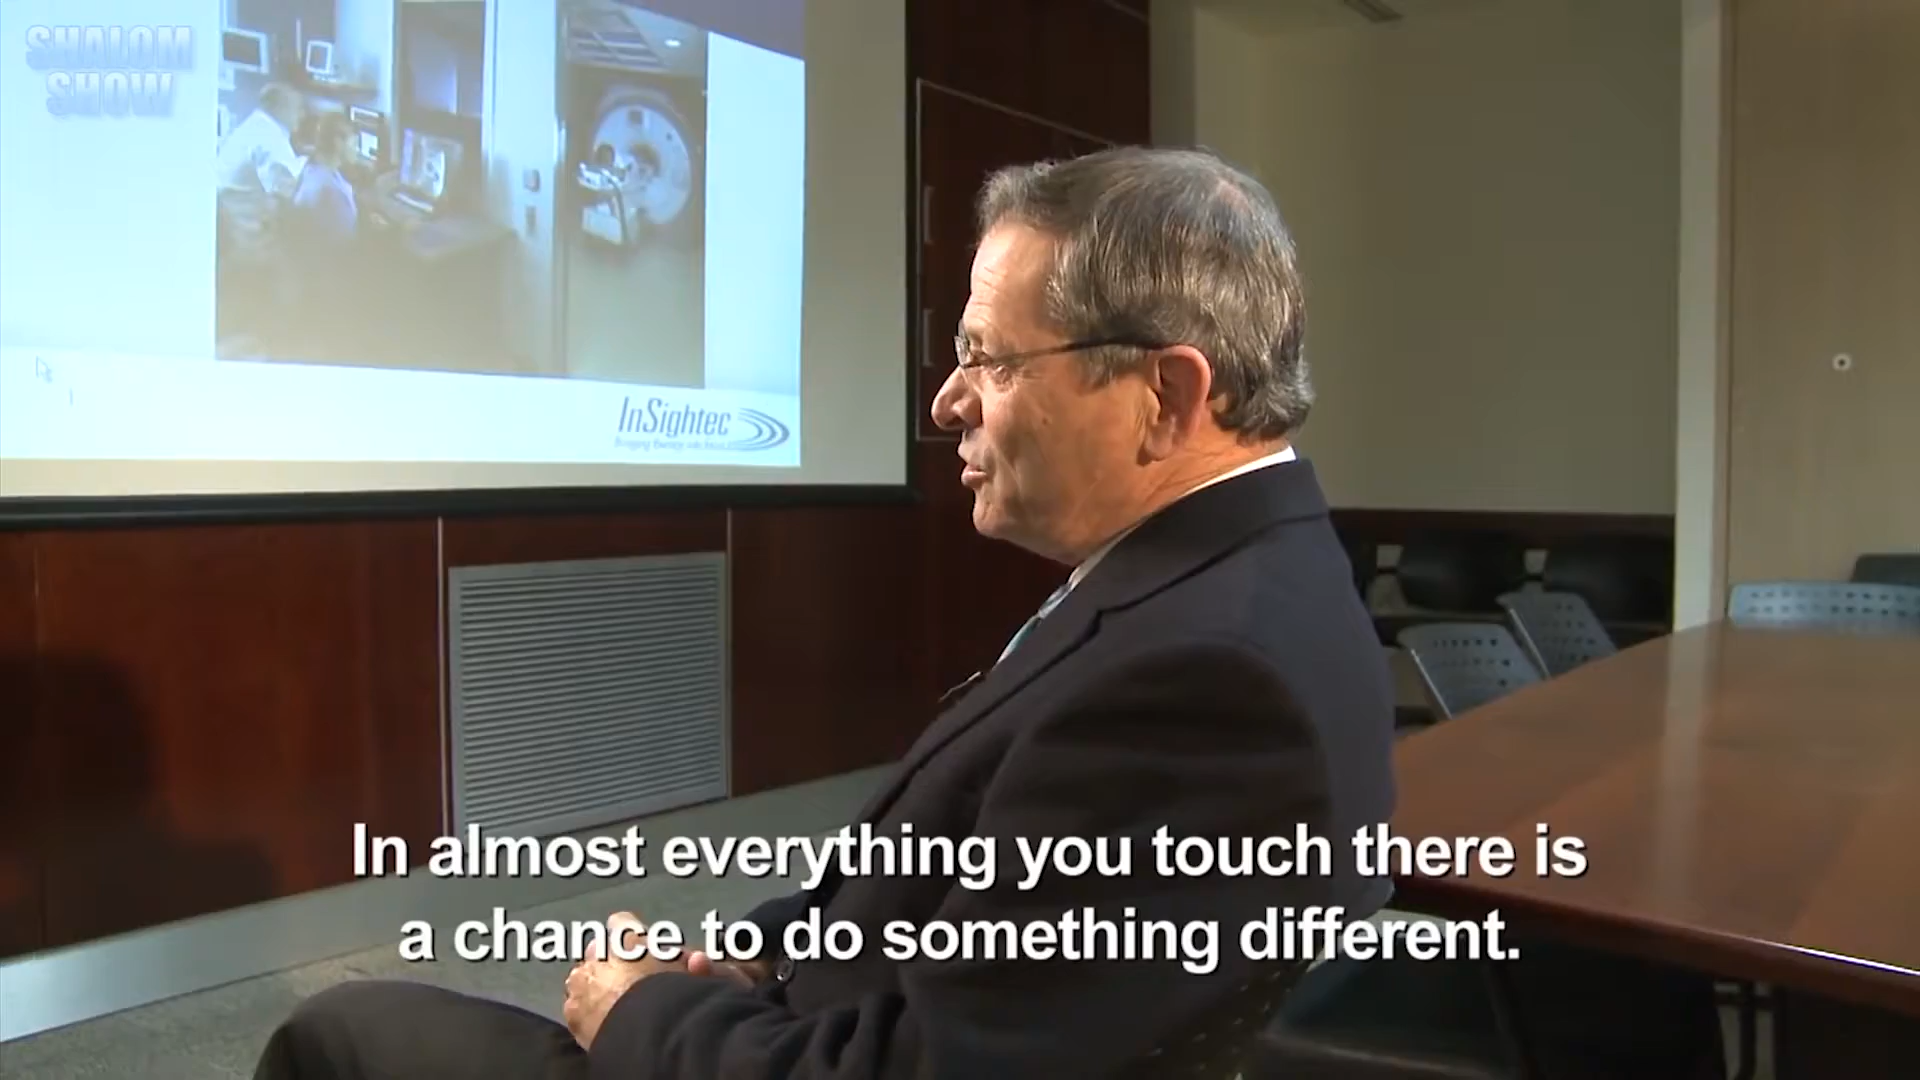 SHALOM
SHOW
InSightec
In almost everything you touch there is
a chance to do something different.